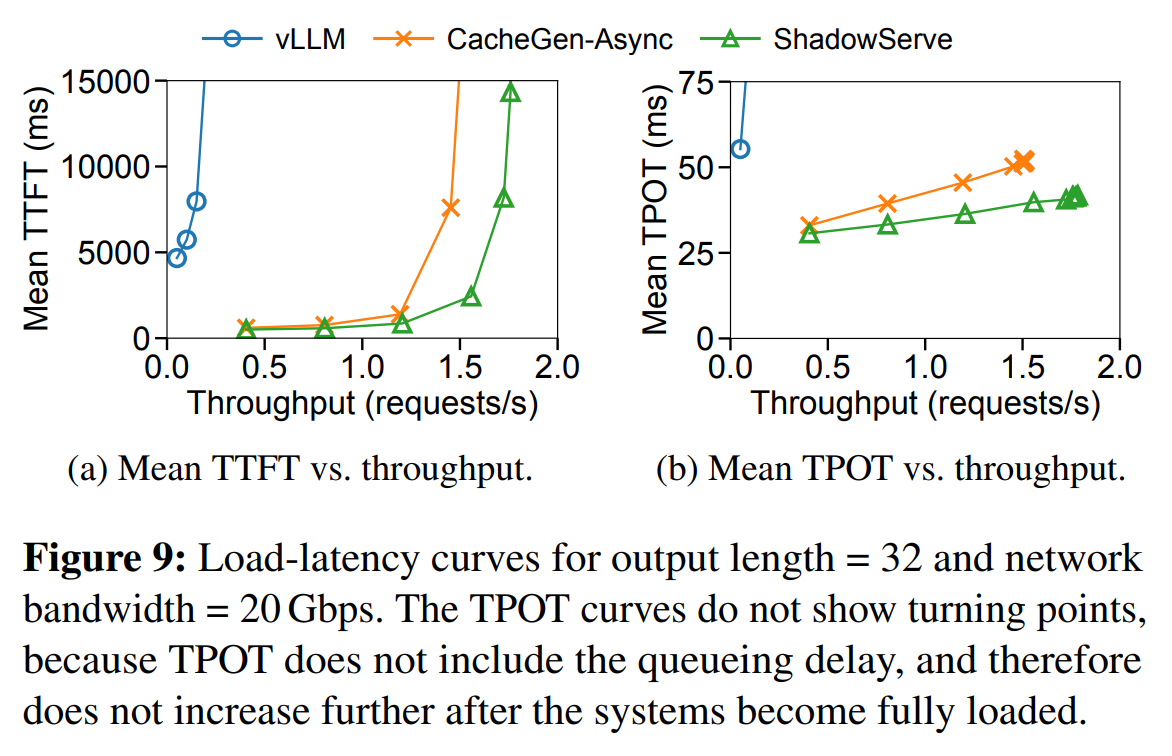 vLLM CacheGen-Async ShadowServe
Mean TTFT (ms)
15000
10000
5000
0
0.0 0.5 1.0 1.5 2.0
Throughput (requests/s)
(a) Mean TTFT vs. throughput.
Mean TPOT (ms)
75
50
25
0
0.0 0.5 1.0 1.5 2.0
Throughput (requests/s)
(b) Mean TPOT vs. throughput.
Figure 9: Load-latency curves for output length = 32 and network
bandwidth = 20 Gbps. The TPOT curves do not show turning points,
because TPOT does not include the queueing delay, and therefore
does not increase further after the systems become fully loaded.